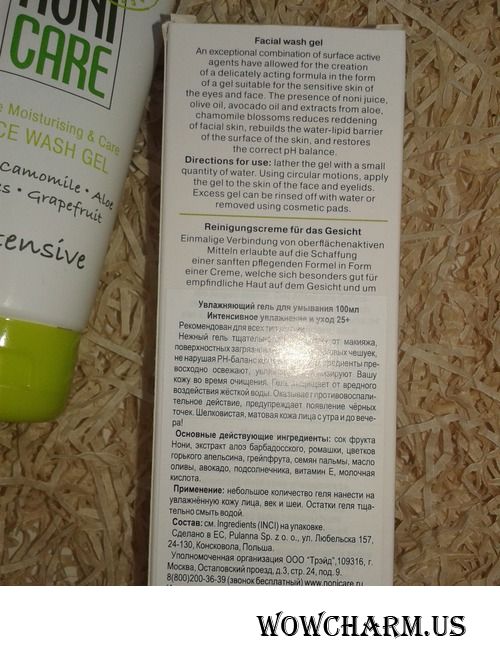 NONI
CARE
Moisturising & Care
CE WASH GEL
camomile • Aloe
es • Grapefruit
tensive
Facial wash gel
An exceptional combination of surface active
agents have allowed for the creation
of a delicately acting formula in the form
of a gel suitable for the sensitive skin of
the eyes and face. The presence of noni juice,
olive oil, avocado oil and extracts from aloe,
chamomile blossoms reduces reddening
of facial skin, rebuilds the water-lipid barrier
of the surface of the skin, and restores
the correct pH balance.
Directions for use: lather the gel with a small
quantity of water. Using circular motions, apply
the gel to the skin of the face and eyelids.
Excess gel can be rinsed off with water or
removed using cosmetic pads.
Reinigungscreme für das Gesicht
Einmalige Verbindung von oberflächenaktiven
Mitteln erlaubte auf die Schaffung
einer sanften pflegenden Formel in Form
einer Creme, welche sich besonders gut für
empfindliche Haut auf dem Gesicht und um
Увлажняющий гель для умывания 100мл
Интенсивное увлажнение и уход 25+
Рекомендован для всех
Нежный гель от макияжа,
поверхностных чешуек,
не нарушая PH-баланс
восходно освежают, Вашу
кожу во время очищения. от вредного
воздействия жёсткой воды. Оказывает противовоспали-
тельное действие, предупреждает появление чёрных
точек. Шелковистая, матовая кожа лица с утра и до вече-
ра!
Основные действующие ингредиенты: сок фрукта
Нони, экстракт алоэ барбадосского, ромашки, цветков
горького апельсина, грейпфрута, семян пальмы, масло
оливы, авокадо, подсолнечника, витамин Е, молочная
кислота.
Применение: небольшое количество геля нанести на
увлажнённую кожу лица, век и шеи. Остатки геля тща-
тельно смыть водой.
Состав: см. Ingredients (INCI) на упаковке.
Сделано в ЕС, Pulanna Sp. z o. o., ул. Любельска 157,
24-130, Консковола, Польша.
Уполномоченная организация ООО "Трэйд",109316, г.
Москва, Остаповский проезд, д.3, стр. 24, под. 9.
8(800)200-36-39 (звонок бесплатный) www.nonicare.ru
WOWCHARM.US